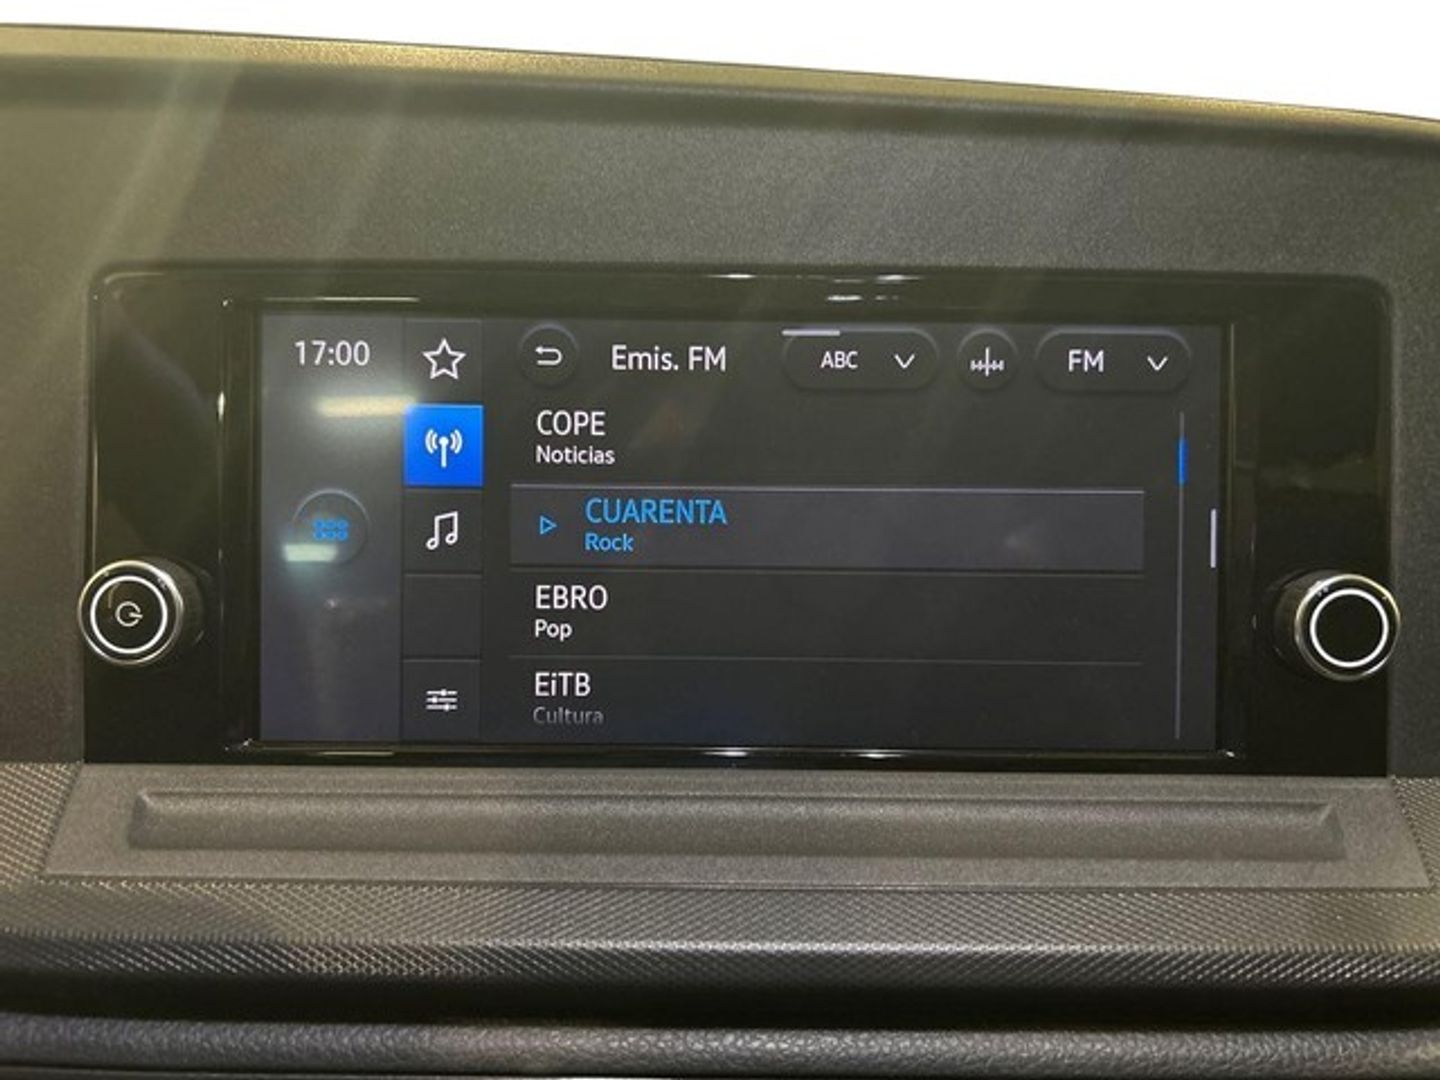 17:00
Emis. FM
ABC
FM
COPE
Noticias
CUARENTA
Rock
EBRO
Pop
EiTB
Cultura